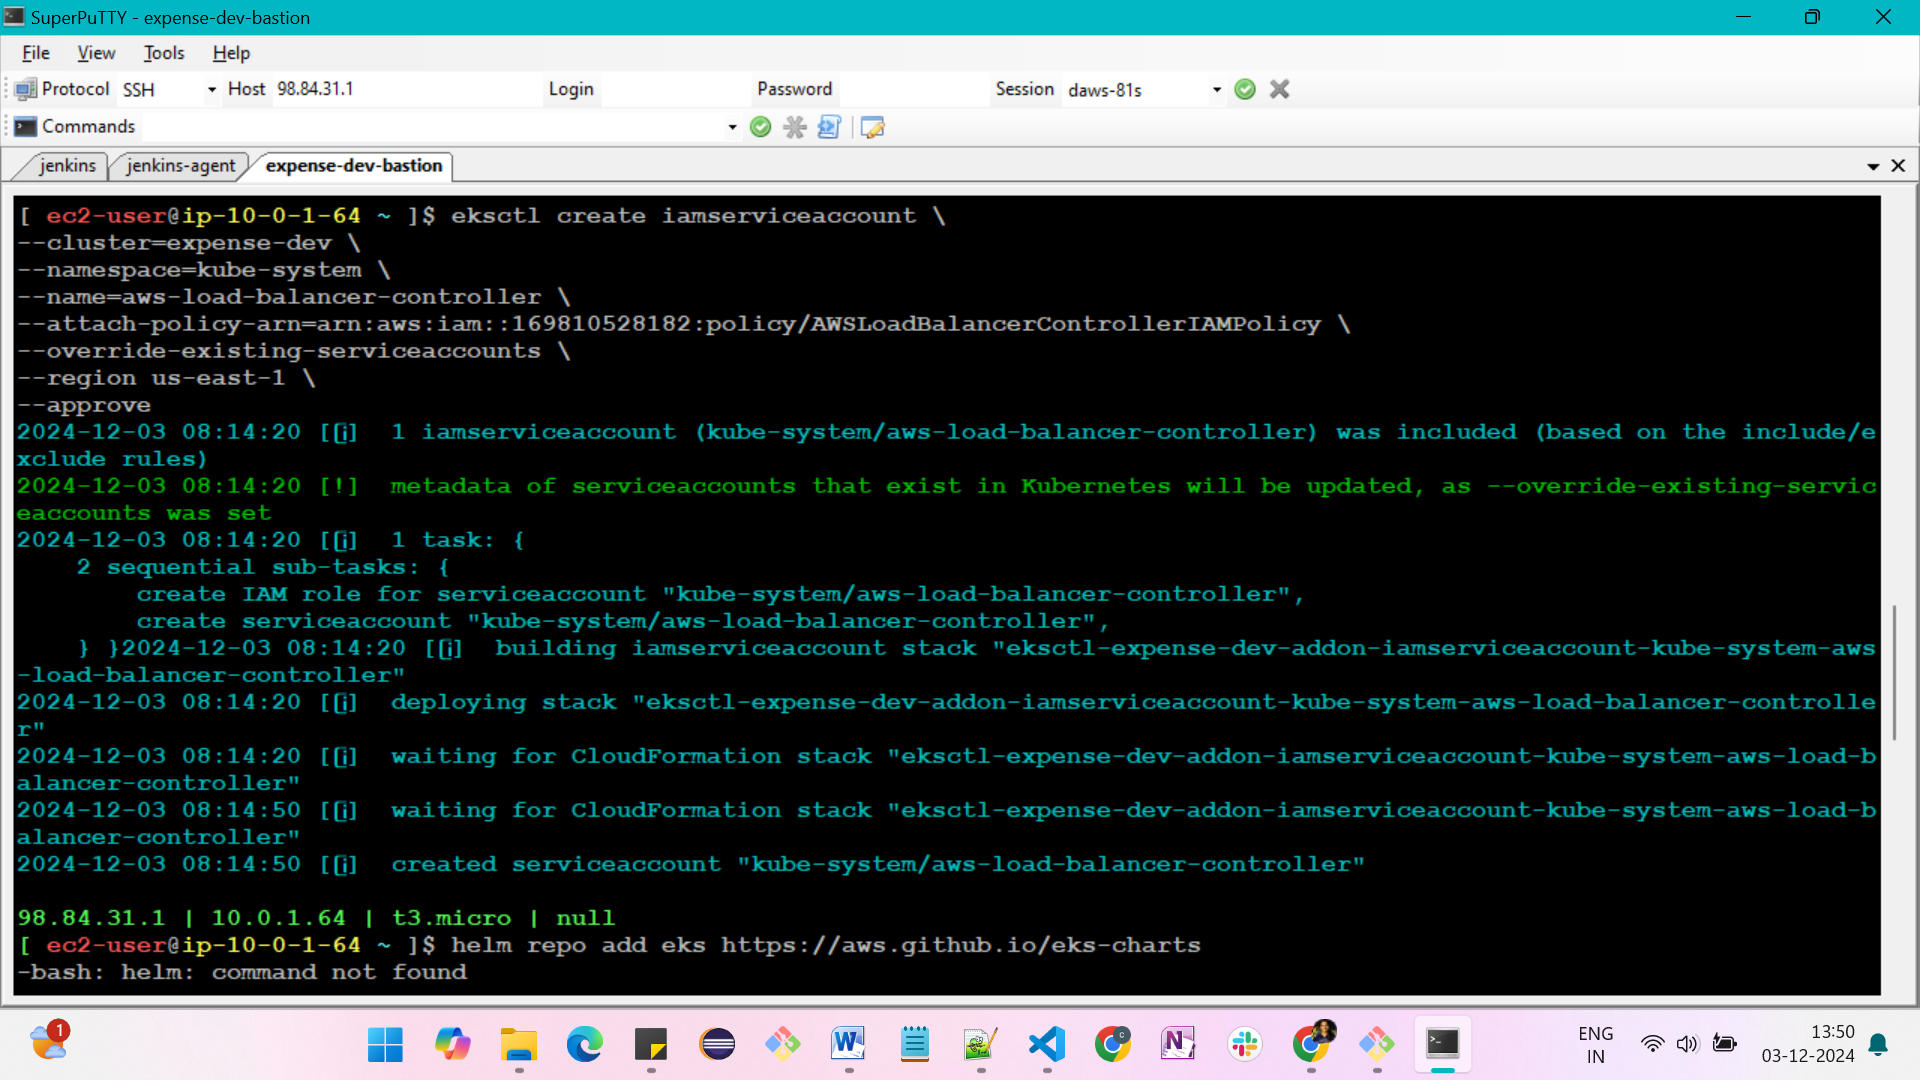 SuperPuTTY - expense-dev-bastion
File View Tools Help
Protocol SSH Host 98.84.31.1 Login Password Session daws-81s
Commands
jenkins jenkins-agent expense-dev-bastion
[ ec2-user@ip-10-0-1-64 ~ ]$ eksctl create iamserviceaccount \
--cluster=expense-dev \
--namespace=kube-system \
--name=aws-load-balancer-controller \
--attach-policy-arn=arn:aws:iam::169810528182:policy/AWSLoadBalancerControllerIAMPolicy \
--override-existing-serviceaccounts \
--region us-east-1 \
--approve
2024-12-03 08:14:20 [ℹ]  1 iamserviceaccount (kube-system/aws-load-balancer-controller) was included (based on the include/e
xclude rules)
2024-12-03 08:14:20 [!]  metadata of serviceaccounts that exist in Kubernetes will be updated, as --override-existing-servic
eaccounts was set
2024-12-03 08:14:20 [ℹ]  1 task: {
    2 sequential sub-tasks: {
        create IAM role for serviceaccount "kube-system/aws-load-balancer-controller",
        create serviceaccount "kube-system/aws-load-balancer-controller",
    } }2024-12-03 08:14:20 [ℹ]  building iamserviceaccount stack "eksctl-expense-dev-addon-iamserviceaccount-kube-system-aws
-load-balancer-controller"
2024-12-03 08:14:20 [ℹ]  deploying stack "eksctl-expense-dev-addon-iamserviceaccount-kube-system-aws-load-balancer-controlle
r"
2024-12-03 08:14:20 [ℹ]  waiting for CloudFormation stack "eksctl-expense-dev-addon-iamserviceaccount-kube-system-aws-load-b
alancer-controller"
2024-12-03 08:14:50 [ℹ]  waiting for CloudFormation stack "eksctl-expense-dev-addon-iamserviceaccount-kube-system-aws-load-b
alancer-controller"
2024-12-03 08:14:50 [ℹ]  created serviceaccount "kube-system/aws-load-balancer-controller"
98.84.31.1 | 10.0.1.64 | t3.micro | null
[ ec2-user@ip-10-0-1-64 ~ ]$ helm repo add eks https://aws.github.io/eks-charts
-bash: helm: command not found
1
ENG
IN
13:50
03-12-2024